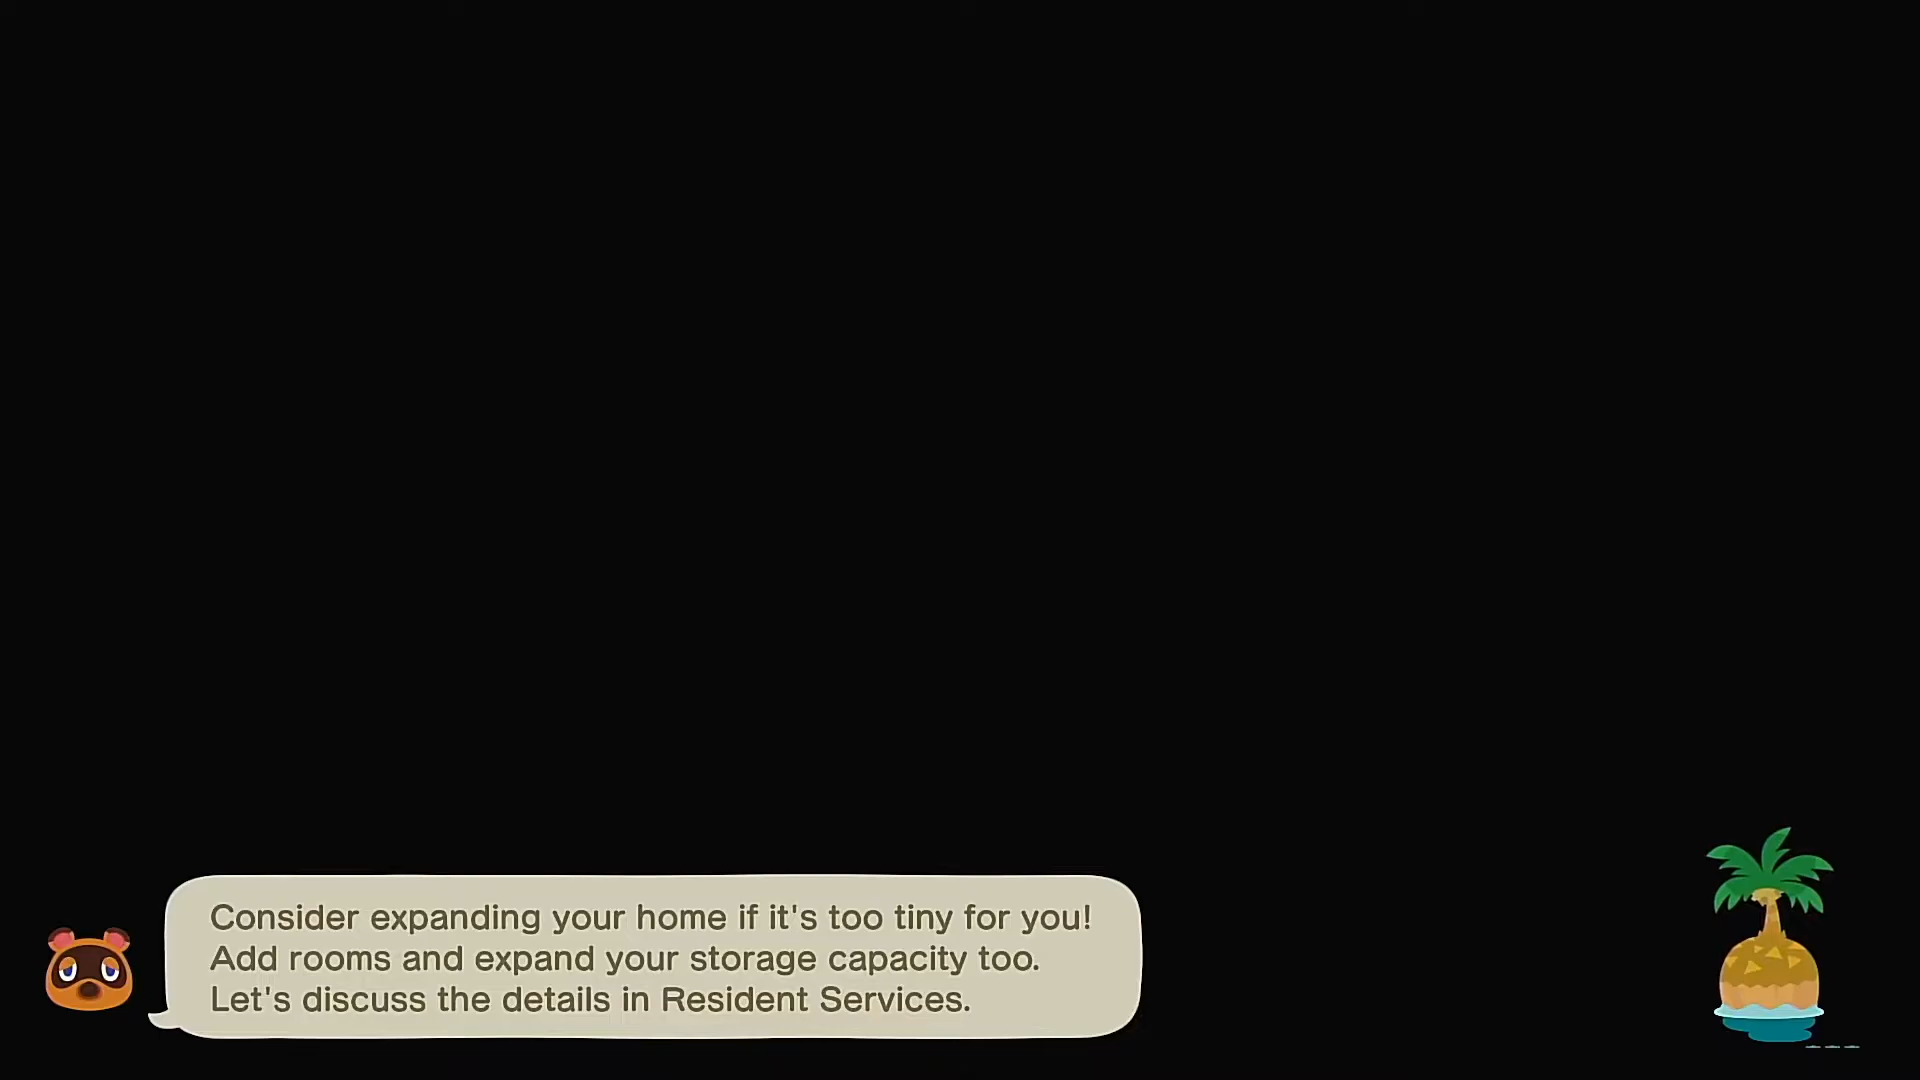 Consider expanding your home if it's too tiny for you!
Add rooms and expand your storage capacity too.
Let's discuss the details in Resident Services.